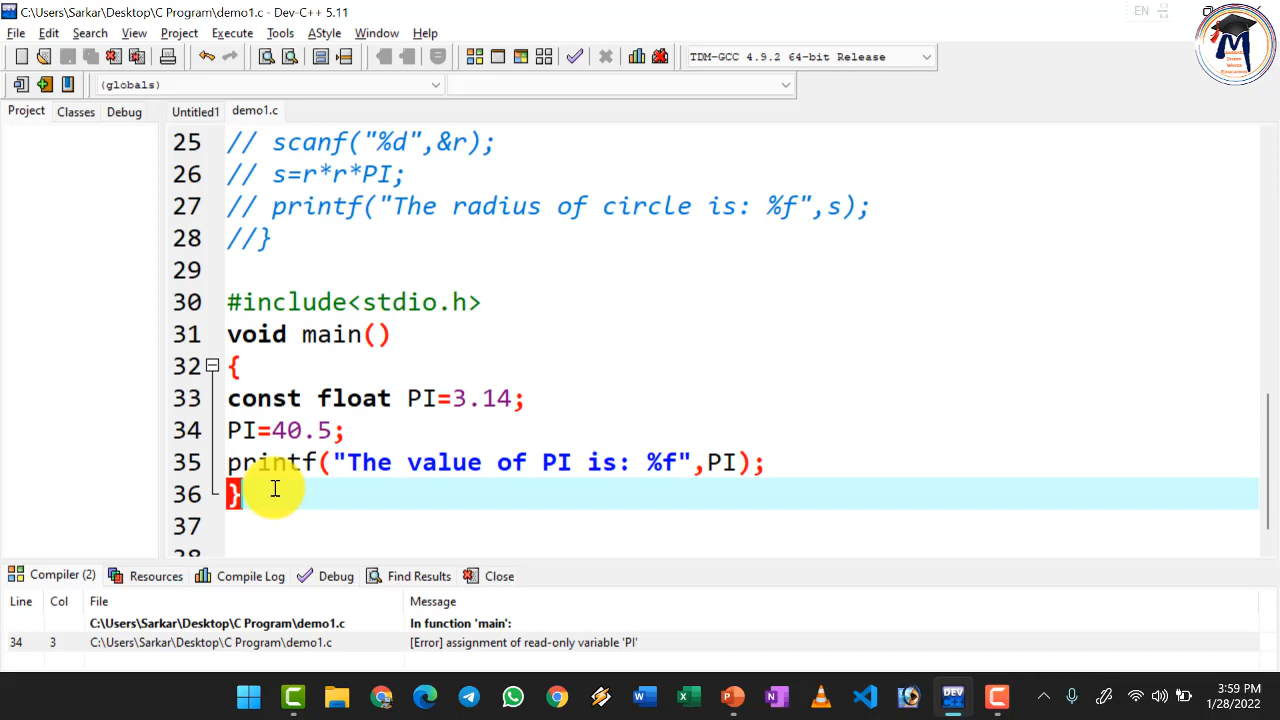 C:\Users\Sarkar\Desktop\C Program\demo1.c - Dev-C++ 5.11
EN
File Edit Search View Project Execute Tools AStyle Window Help
TDM-GCC 4.9.2 64-bit Release
(globals)
Project Classes Debug Untitled1 demo1.c
25 // scanf("%d",&r);
26 // s=r*r*PI;
27 // printf("The radius of circle is: %f",s);
28 //}
29
30 #include<stdio.h>
31 void main()
32 {
33 const float PI=3.14;
34 PI=40.5;
35 printf("The value of PI is: %f",PI);
36 }
37
38
Compiler (2) Resources Compile Log Debug Find Results Close
Line Col File Message
C:\Users\Sarkar\Desktop\C Program\demo1.c In function 'main':
34 3 C:\Users\Sarkar\Desktop\C Program\demo1.c [Error] assignment of read-only variable 'PI'
DEV C++
3:59 PM
1/28/2022